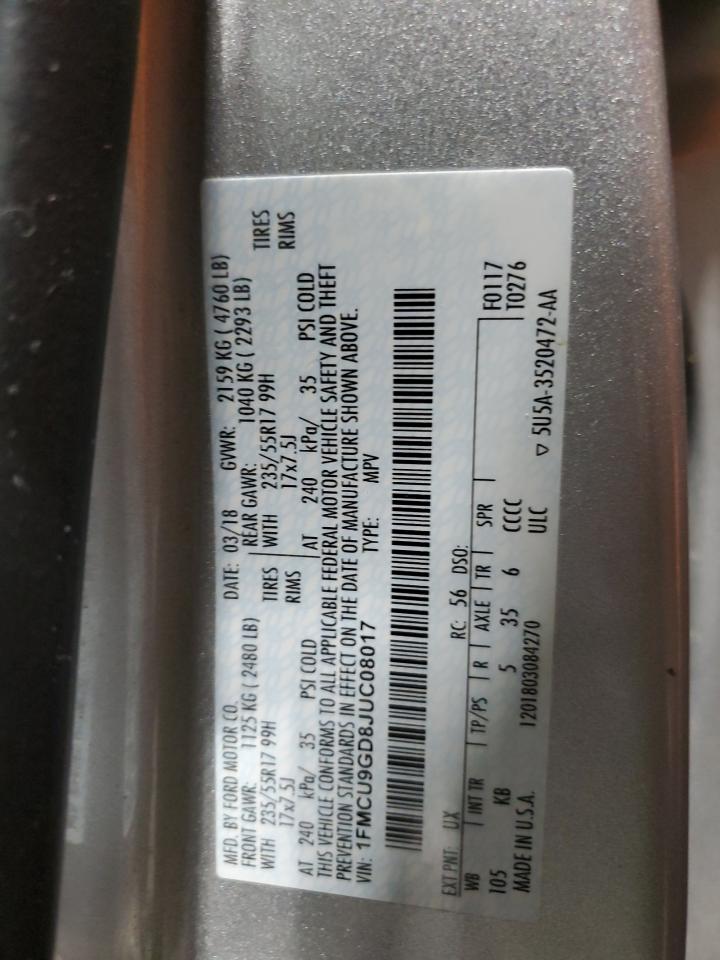 MFD. BY FORD MOTOR CO.
DATE: 03/18 GVWR: 2159 KG ( 4760 LB)
FRONT GAWR: 1125 KG ( 2480 LB) REAR GAWR: 1040 KG ( 2293 LB)
WITH 235/55R17 99H TIRES WITH 235/55R17 99H TIRES
17x7.5J RIMS 17x7.5J RIMS
AT 240 kPa/ 35 PSI COLD AT 240 kPa/ 35 PSI COLD
THIS VEHICLE CONFORMS TO ALL APPLICABLE FEDERAL MOTOR VEHICLE SAFETY AND THEFT
PREVENTION STANDARDS IN EFFECT ON THE DATE OF MANUFACTURE SHOWN ABOVE.
VIN: 1FMCU9GD8JUC08017 TYPE: MPV
EXT PNT: UX RC: 56 DSO:
WB INT TR TP/PS R AXLE TR SPR F0117
105 KB 5 35 6 CCCC T0276
MADE IN U.S.A. 1201803084270 ULC
▽ 5U5A-3520472-AA